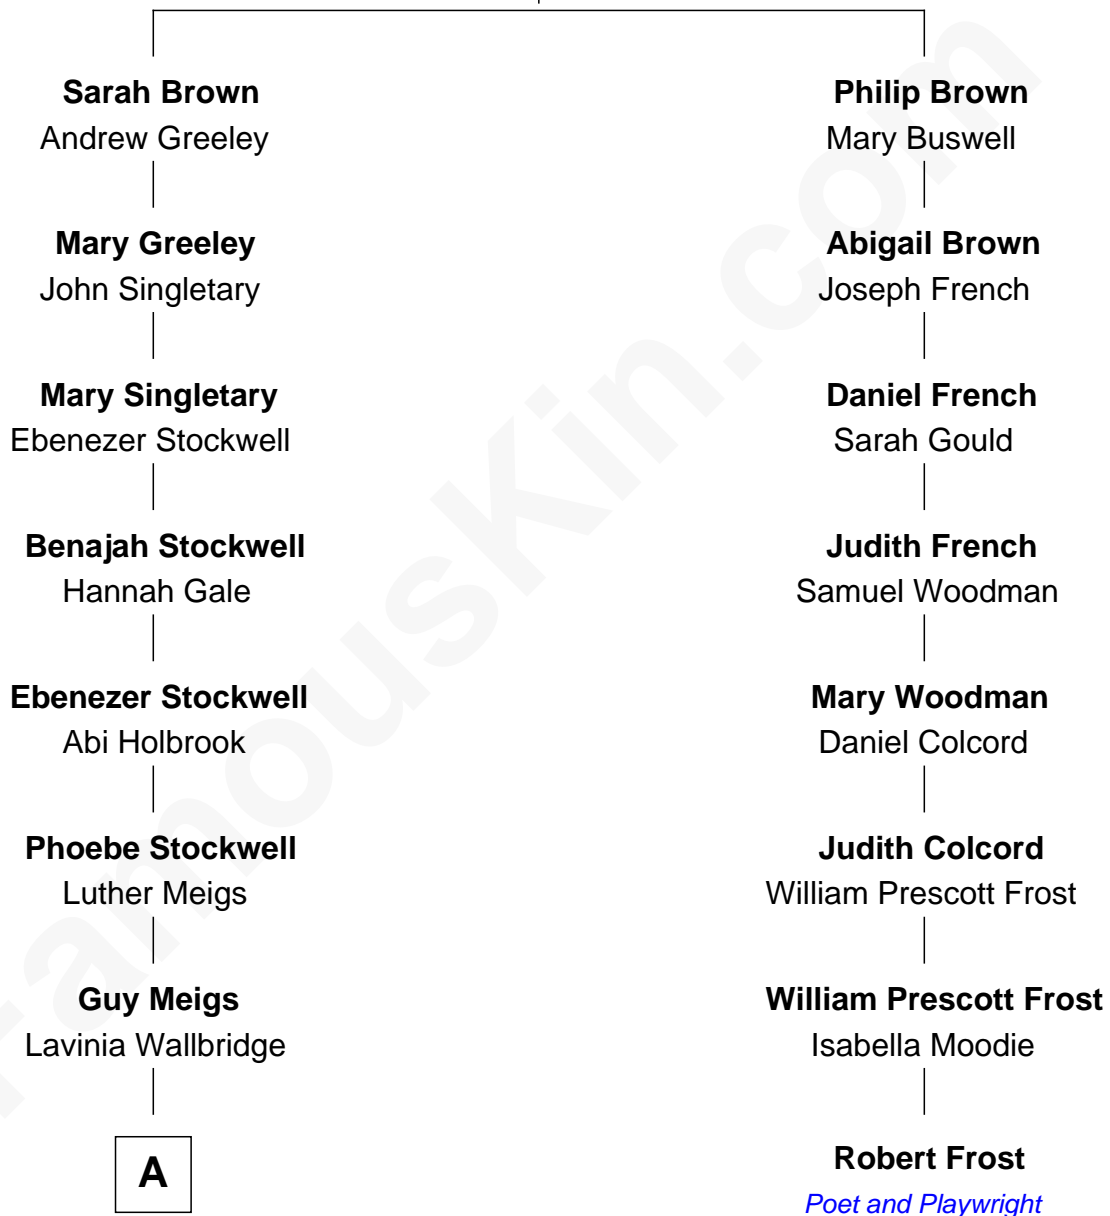 Sarah Brown
Andrew Greeley
Mary Greeley
John Singletary
Mary Singletary
Ebenezer Stockwell
Benajah Stockwell
Hannah Gale
Ebenezer Stockwell
Abi Holbrook
Phoebe Stockwell
Luther Meigs
Guy Meigs
Lavinia Wallbridge
A
Philip Brown
Mary Buswell
Abigail Brown
Joseph French
Daniel French
Sarah Gould
Judith French
Samuel Woodman
Mary Woodman
Daniel Colcord
Judith Colcord
William Prescott Frost
William Prescott Frost
Isabella Moodie
Robert Frost
Poet and Playwright
FamousKin.com